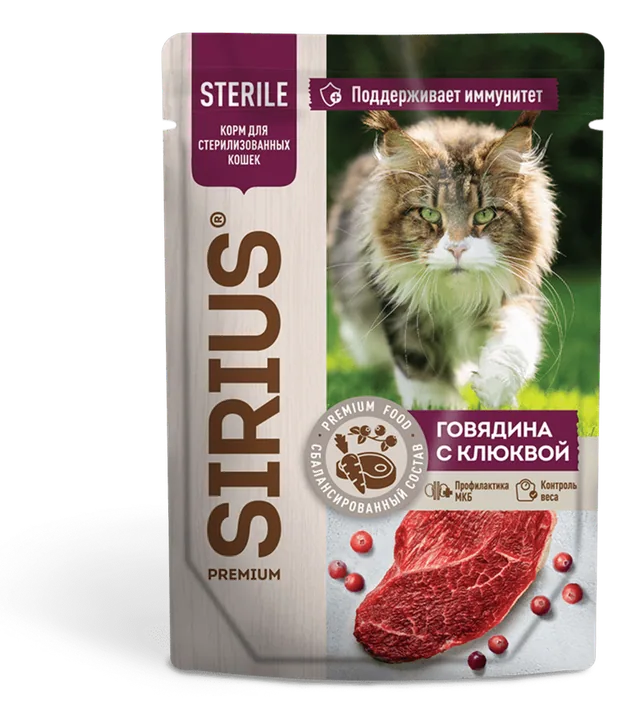 STERILE
КОРМ ДЛЯ
СТЕРИЛИЗОВАННЫХ
КОШЕК
Поддерживает иммунитет
SIRIUS®
PREMIUM
PREMIUM FOOD
СБАЛАНСИРОВАННЫЙ СОСТАВ
ГОВЯДИНА
С КЛЮКВОЙ
Профилактика
МКБ
Контроль
веса